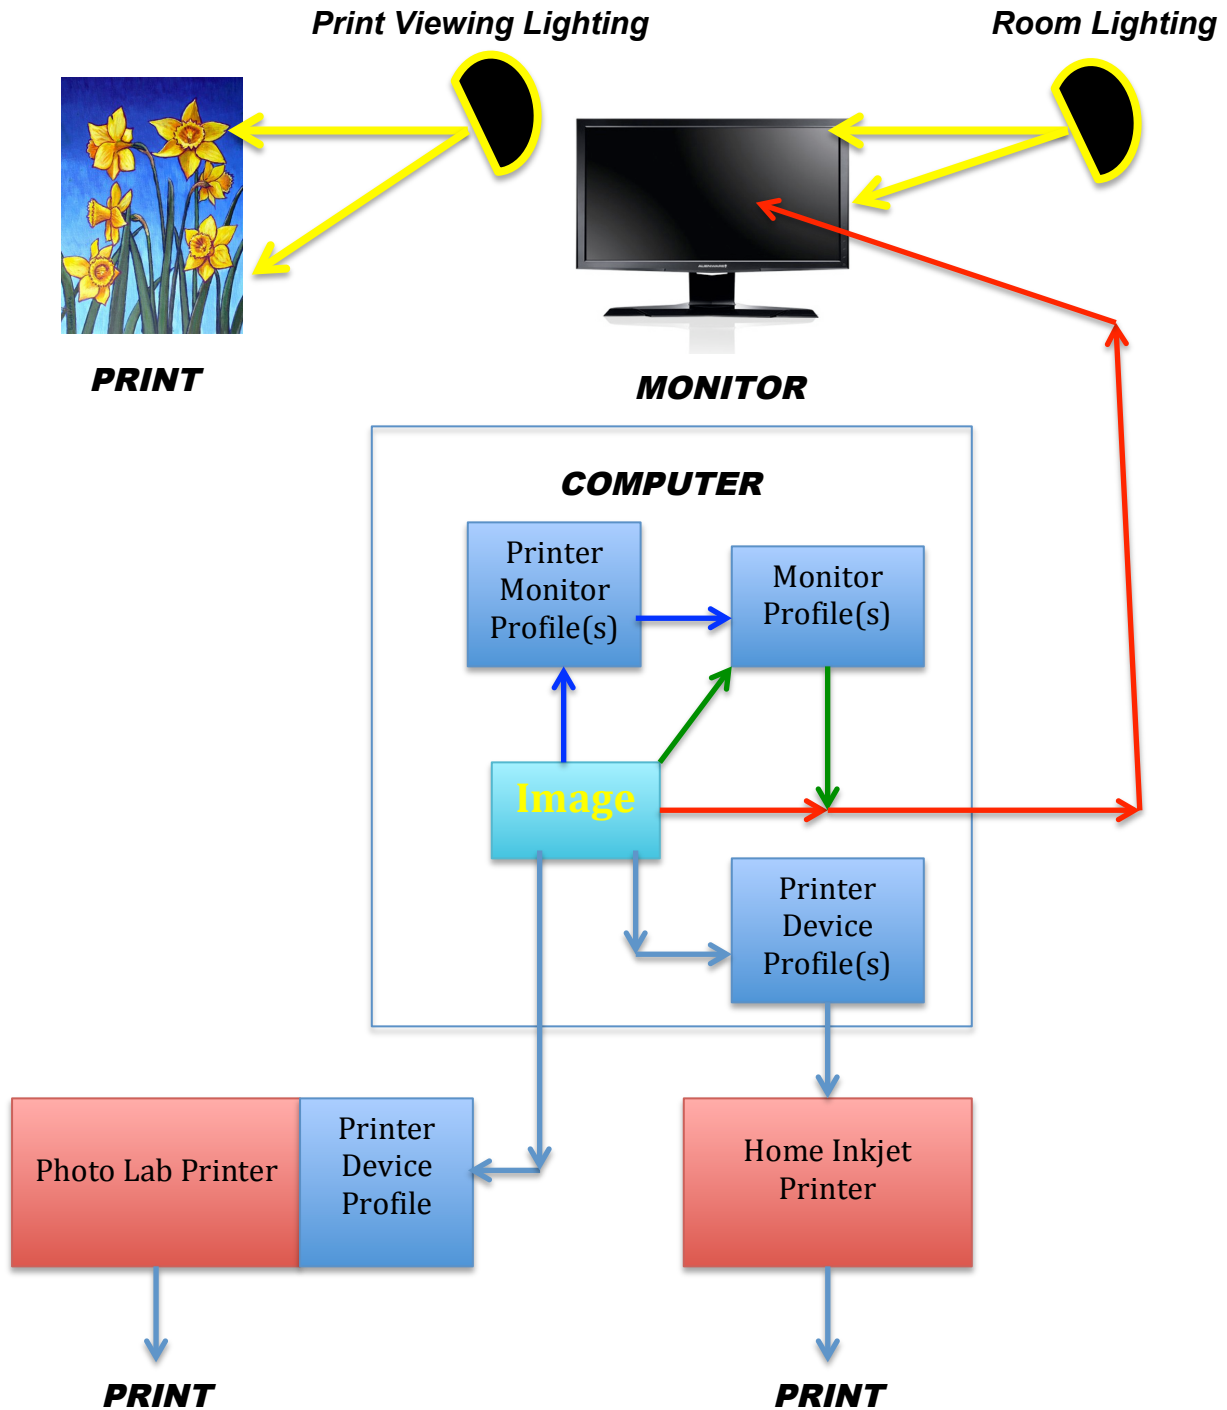 Print Viewing Lighting
Room Lighting
ALIENWARE
PRINT
MONITOR
COMPUTER
Printer
Monitor
Profile(s)
Monitor
Profile(s)
Image
Printer
Device
Profile(s)
Photo Lab Printer
Printer
Device
Profile
Home Inkjet
Printer
PRINT
PRINT